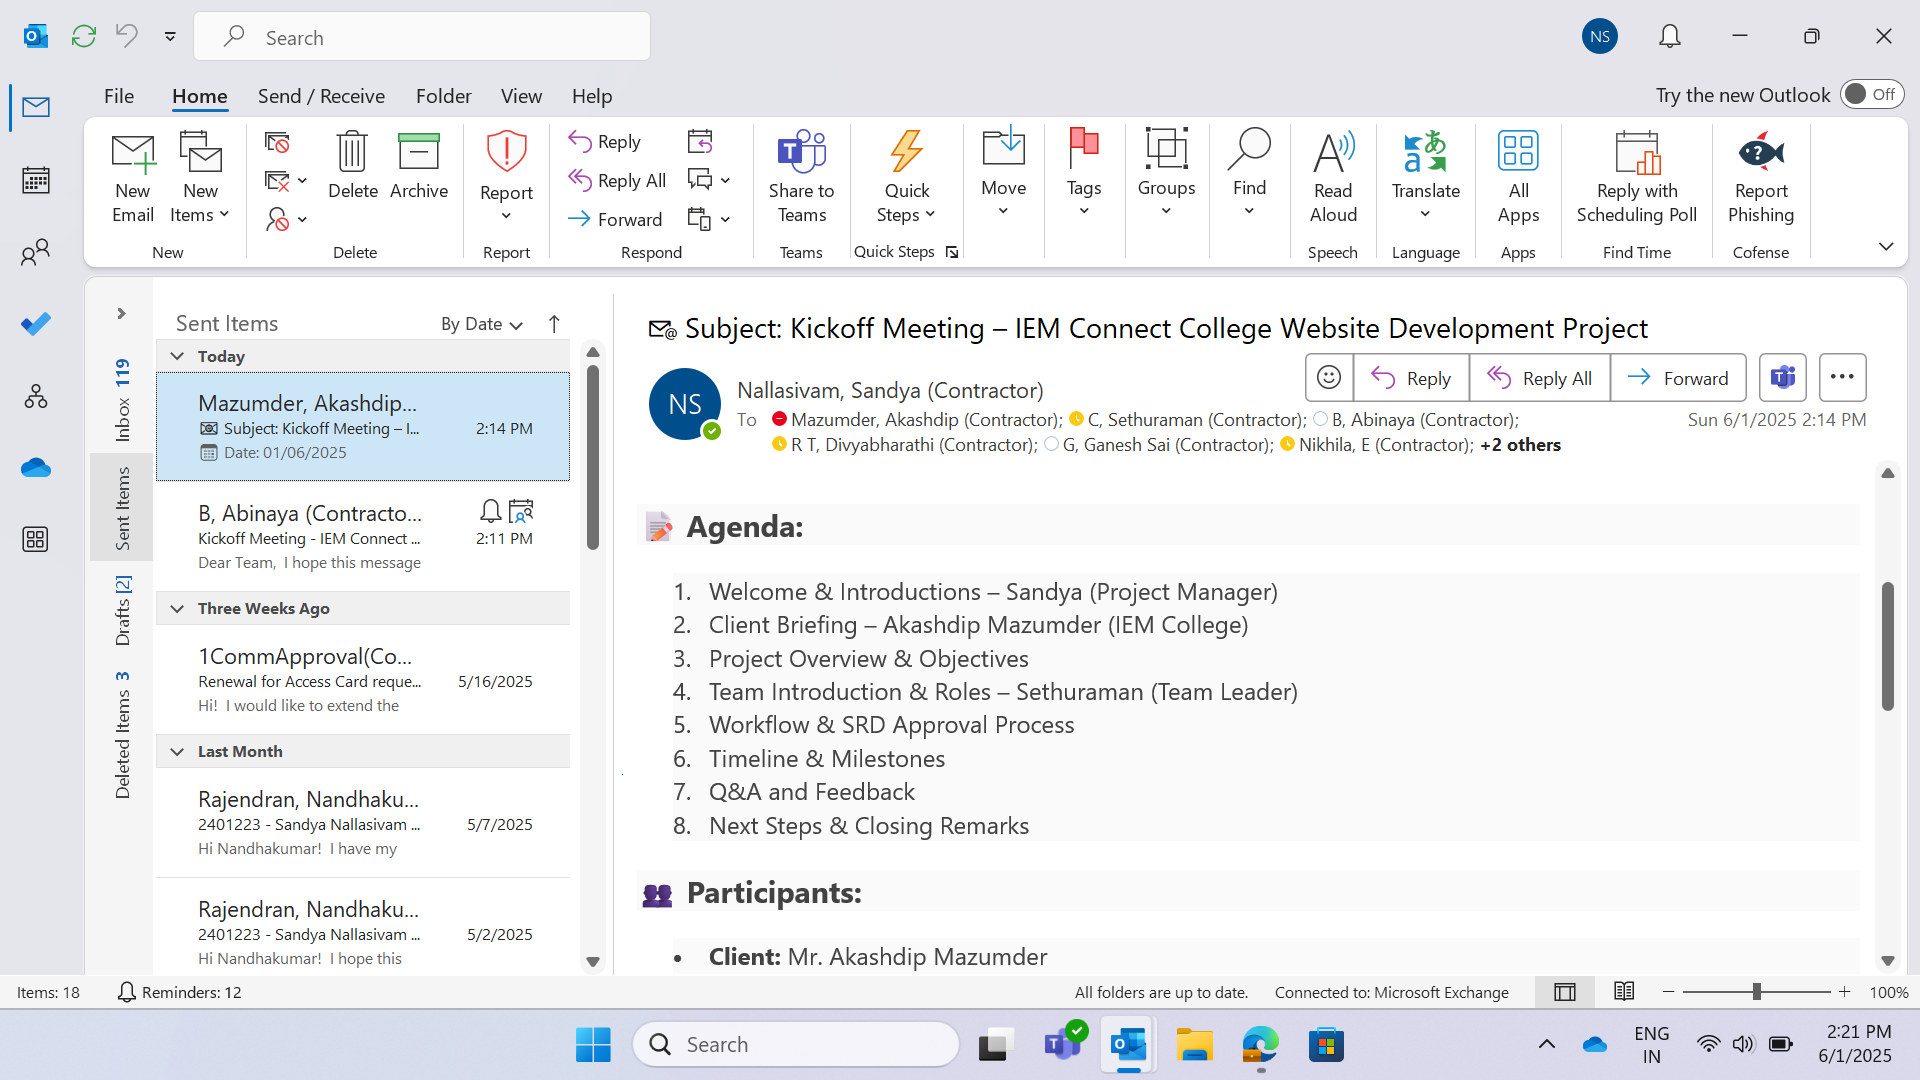 Search
NS
File
Home
Send / Receive
Folder
View
Help
Try the new Outlook
Off
New
Email
New
Items
New
Delete
Archive
Delete
Report
Report
Reply
Reply All
Forward
Respond
Share to
Teams
Teams
Quick
Steps
Quick Steps
Move
Tags
Groups
Find
Read
Aloud
Speech
Translate
Language
All
Apps
Apps
Reply with
Scheduling Poll
Find Time
Report
Phishing
Cofense
Inbox 119
Sent Items
Drafts [2]
Deleted Items 3
Sent Items
By Date
Today
Mazumder, Akashdip...
Subject: Kickoff Meeting – I... 2:14 PM
Date: 01/06/2025
B, Abinaya (Contracto...
Kickoff Meeting - IEM Connect ... 2:11 PM
Dear Team, I hope this message
Three Weeks Ago
1CommApproval(Co...
Renewal for Access Card reque... 5/16/2025
Hi! I would like to extend the
Last Month
Rajendran, Nandhaku...
2401223 - Sandya Nallasivam ... 5/7/2025
Hi Nandhakumar! I have my
Rajendran, Nandhaku...
2401223 - Sandya Nallasivam ... 5/2/2025
Hi Nandhakumar! I hope this
Subject: Kickoff Meeting – IEM Connect College Website Development Project
NS
Nallasivam, Sandya (Contractor)
Reply
Reply All
Forward
To Mazumder, Akashdip (Contractor); C, Sethuraman (Contractor); B, Abinaya (Contractor);
R T, Divyabharathi (Contractor); G, Ganesh Sai (Contractor); Nikhila, E (Contractor); +2 others
Sun 6/1/2025 2:14 PM
Agenda:
1. Welcome & Introductions – Sandya (Project Manager)
2. Client Briefing – Akashdip Mazumder (IEM College)
3. Project Overview & Objectives
4. Team Introduction & Roles – Sethuraman (Team Leader)
5. Workflow & SRD Approval Process
6. Timeline & Milestones
7. Q&A and Feedback
8. Next Steps & Closing Remarks
Participants:
• Client: Mr. Akashdip Mazumder
Items: 18
Reminders: 12
All folders are up to date.
Connected to: Microsoft Exchange
100%
Search
ENG
IN
2:21 PM
6/1/2025